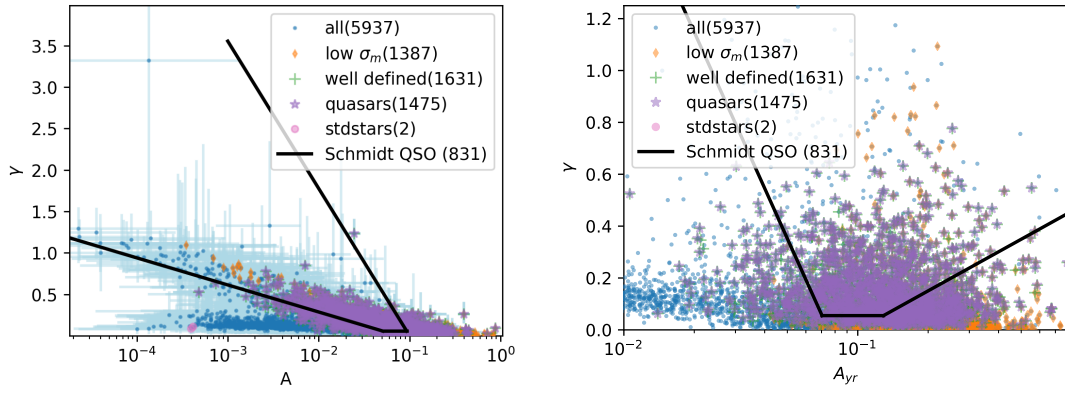 3.5
3.0
2.5
2.0
1.5
1.0
0.5
γ
10⁻⁴
10⁻³
10⁻²
10⁻¹
10⁰
A
all(5937)
low σₘ(1387)
well defined(1631)
quasars(1475)
stdstars(2)
Schmidt QSO (831)
1.2
1.0
0.8
0.6
0.4
0.2
0.0
γ
10⁻²
10⁻¹
A_{yr}
all(5937)
low σₘ(1387)
well defined(1631)
quasars(1475)
stdstars(2)
Schmidt QSO (831)